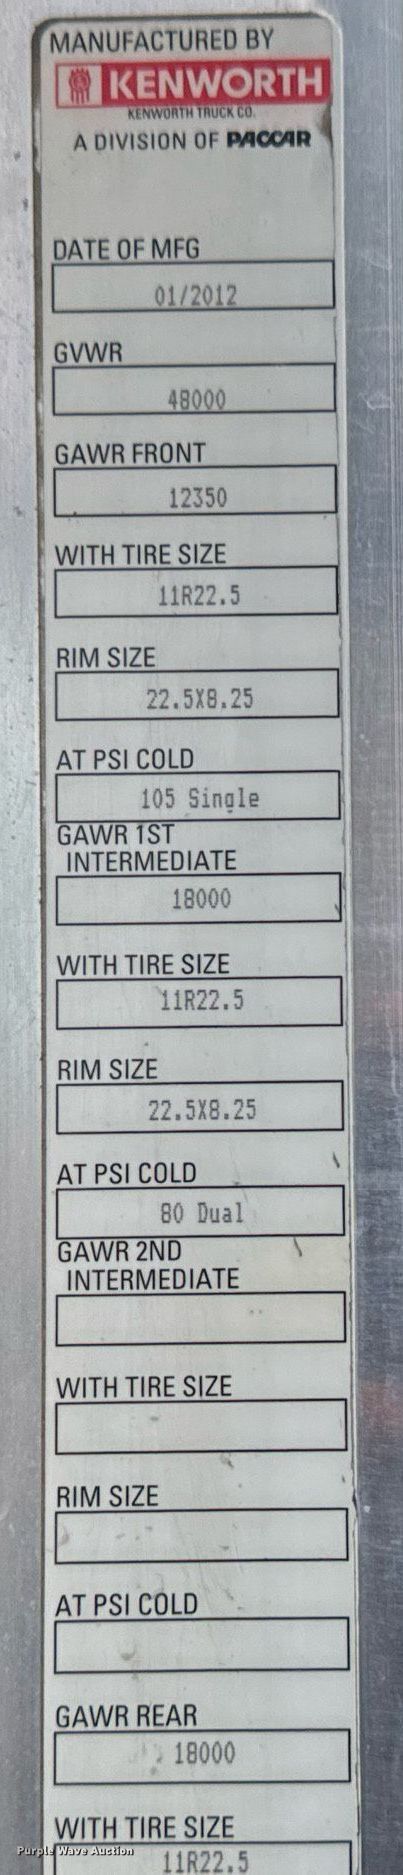 MANUFACTURED BY
KENWORTH
KENWORTH TRUCK CO.
A DIVISION OF PACCAR
DATE OF MFG
01/2012
GVWR
48000
GAWR FRONT
12350
WITH TIRE SIZE
11R22.5
RIM SIZE
22.5X8.25
AT PSI COLD
105 Single
GAWR 1ST
INTERMEDIATE
18000
WITH TIRE SIZE
11R22.5
RIM SIZE
22.5X8.25
AT PSI COLD
80 Dual
GAWR 2ND
INTERMEDIATE
WITH TIRE SIZE
RIM SIZE
AT PSI COLD
GAWR REAR
18000
WITH TIRE SIZE
Purple Wave Auction
11R22.5